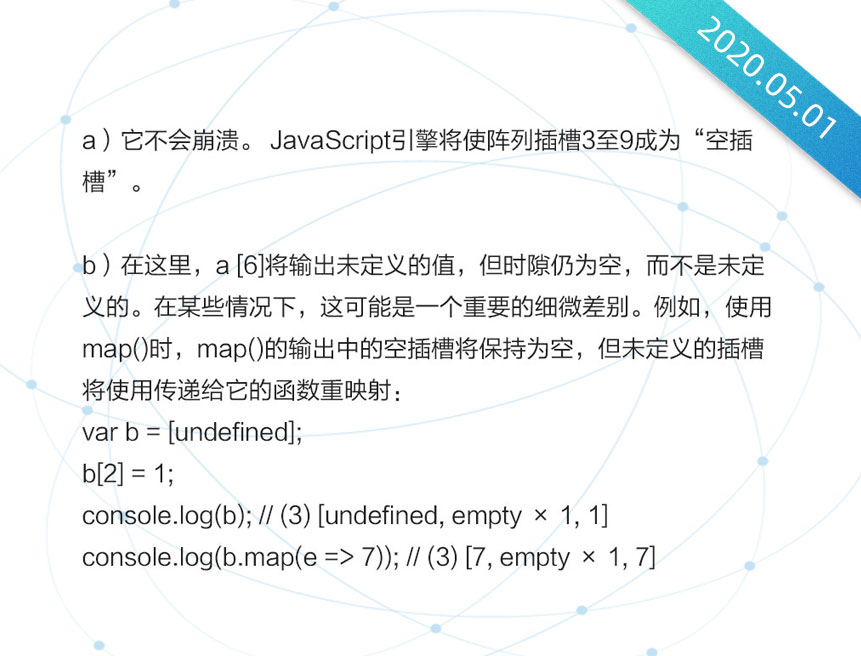 2020.05.01
a）它不会崩溃。 JavaScript引擎将使阵列插槽3至9成为“空插
槽”。
b）在这里，a [6]将输出未定义的值，但时隙仍为空，而不是未定
义的。在某些情况下，这可能是一个重要的细微差别。例如，使用
map()时，map()的输出中的空插槽将保持为空，但未定义的插槽
将使用传递给它的函数重映射：
var b = [undefined];
b[2] = 1;
console.log(b); // (3) [undefined, empty × 1, 1]
console.log(b.map(e => 7)); // (3) [7, empty × 1, 7]